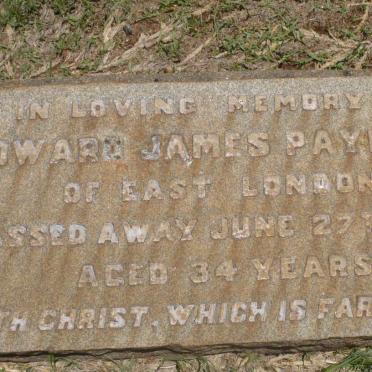 IN LOVING MEMORY
WARD JAMES PAY
OF EAST LONDON
SSED AWAY JUNE 27
AGED 34 YEARS
TH CHRIST, WHICH IS FAR